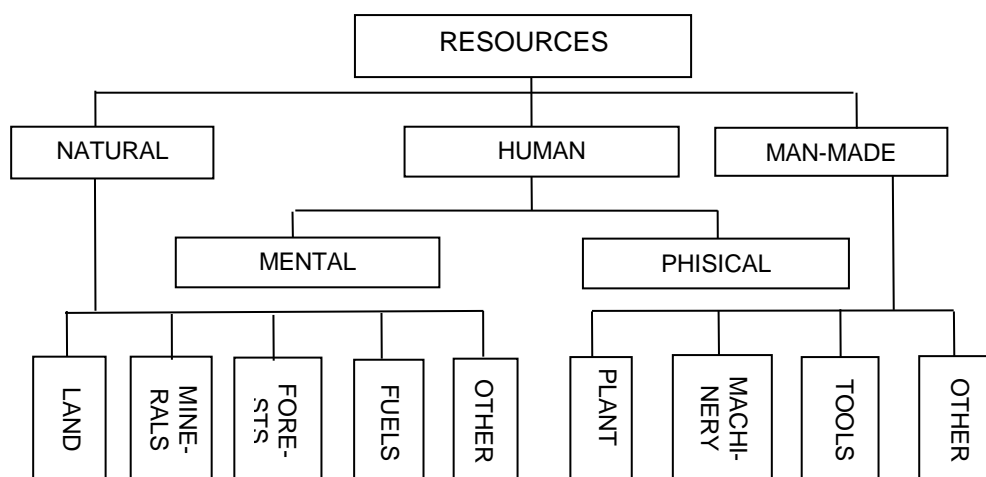 RESOURCES
NATURAL
HUMAN
MAN-MADE
MENTAL
PHISICAL
LAND
MINE-
RALS
FORE-
STS
FUELS
OTHER
PLANT
MACHI-
NERY
TOOLS
OTHER